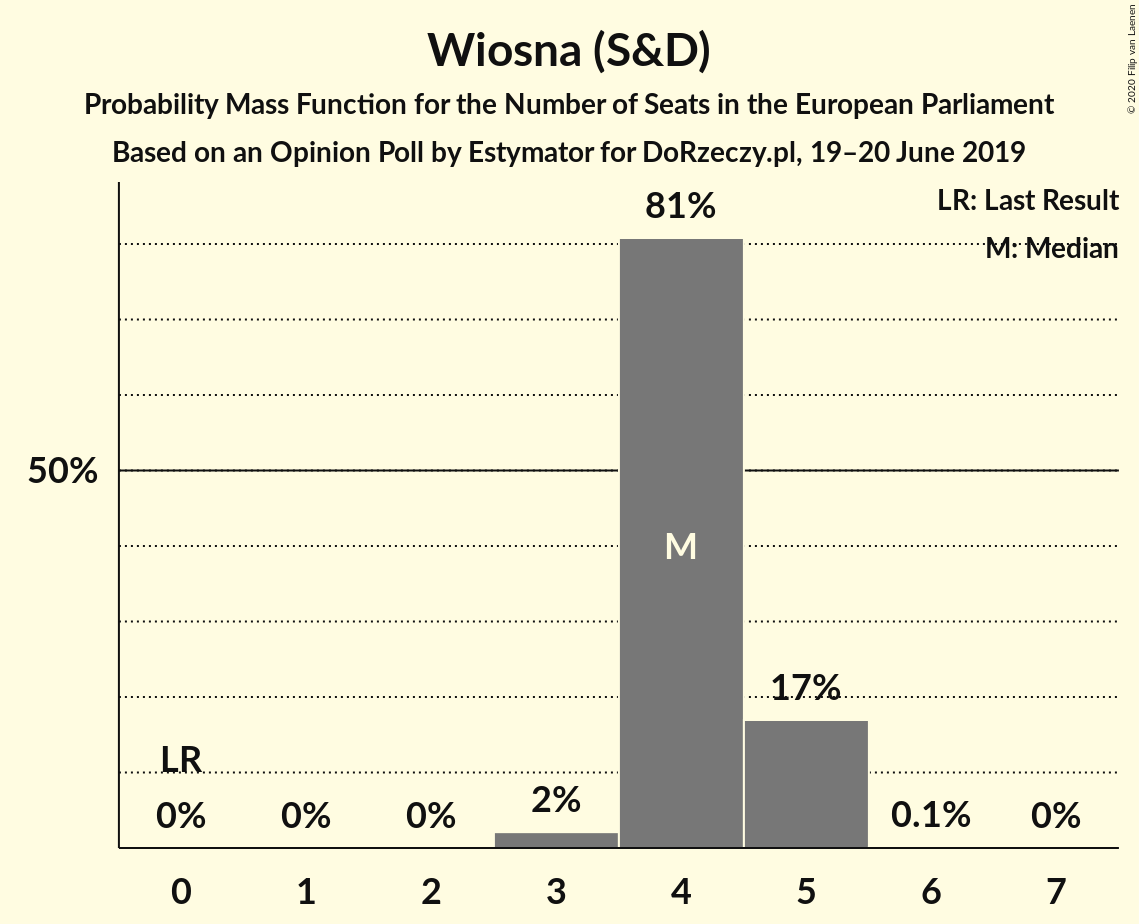 Wiosna (S&D)
Probability Mass Function for the Number of Seats in the European Parliament
Based on an Opinion Poll by Estymator for DoRzeczy.pl, 19–20 June 2019
© 2020 Filip van Laenen
LR: Last Result
M: Median
81%
50%
M
17%
LR
0%
0%
0%
2%
0.1%
0%
0
1
2
3
4
5
6
7